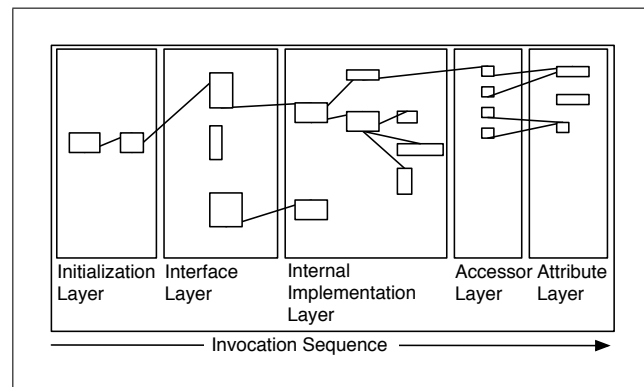 Initialization
Layer
Interface
Layer
Internal
Implementation
Layer
Accessor
Layer
Attribute
Layer
Invocation Sequence